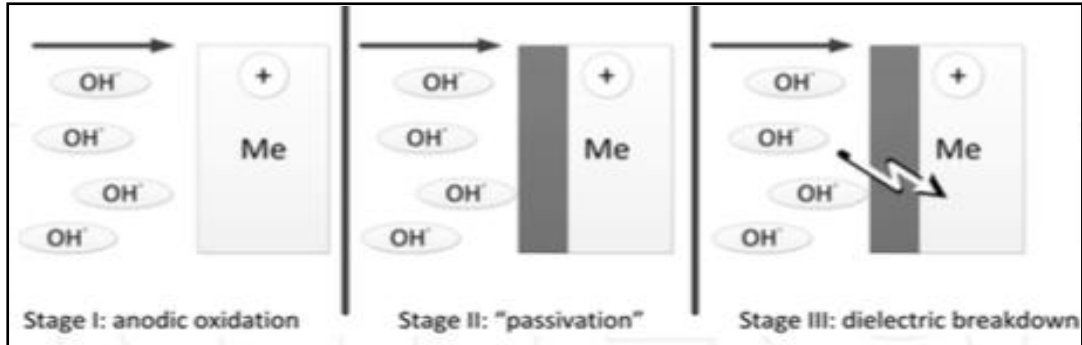 OH⁻
OH⁻
OH⁻
OH⁻
+
Me
Stage I: anodic oxidation
OH⁻
OH⁻
OH⁻
OH⁻
+
Me
Stage II: “passivation”
OH⁻
OH⁻
OH⁻
OH⁻
+
Me
Stage III: dielectric breakdown